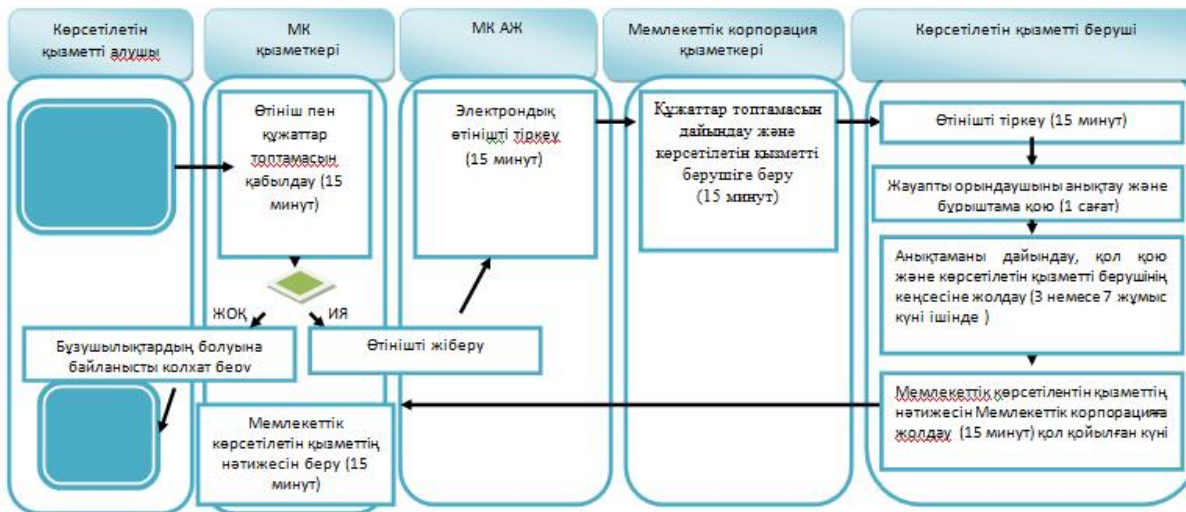 Көрсетілетін
қызметті алушы
МК
қызметкері
МК АЖ
Мемлекеттік корпорация
қызметкері
Көрсетілетін қызметті беруші
Өтініш пен
құжаттар
топтамасын
қабылдау (15
минут)
Электрондық
өтінішті тіркеу
(15 минут)
Құжаттар топтамасын
дайындау және
көрсетілетін қызметті
берушіге беру
(15 минут)
Өтінішті тіркеу (15 минут)
Жауапты орындаушыны анықтау және
бұрыштама қою (1 сағат)
Анықтаманы дайындау, қол қою
және көрсетілетін қызметті берушінің
кеңсесіне жолдау (3 немесе 7 жұмыс
күні ішінде )
ЖОҚ
ИЯ
Бұзушылықтардың болуына
байланысты қолхат беру
Өтінішті жіберу
Мемлекеттік
көрсетілетін қызметтің
нәтижесін беру (15
минут)
Мемлекеттік көрсетілентін қызметтің
нәтижесін Мемлекеттік корпорацияға
жолдау (15 минут) қол қойылған күні